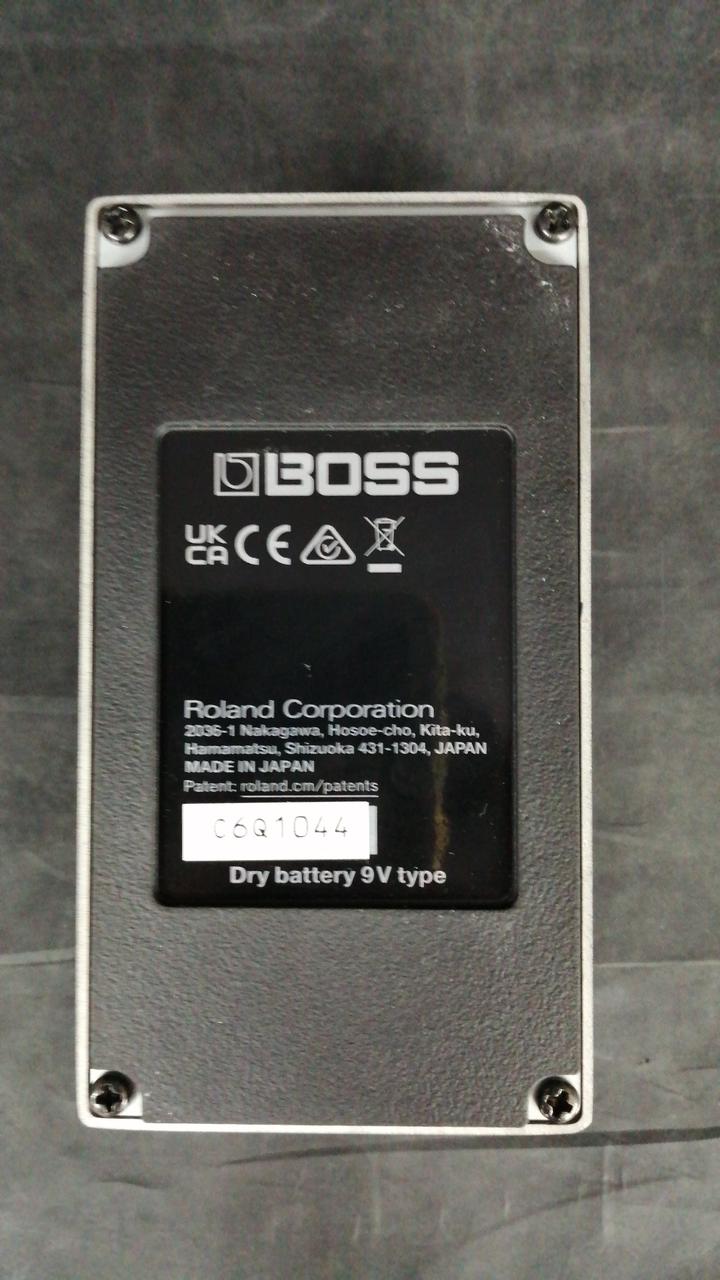 BOSS
UK
CA CE
Roland Corporation
2036-1 Nakagawa, Hosoe-cho, Kita-ku,
Hamamatsu, Shizuoka 431-1304, JAPAN
MADE IN JAPAN
Patent: roland.cm/patents
C6Q1044
Dry battery 9V type